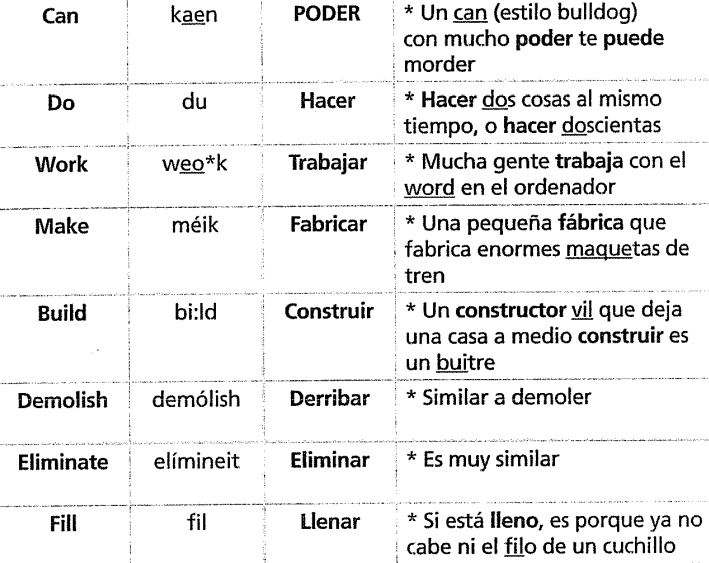 Can kaen PODER * Un can (estilo bulldog)
con mucho poder te puede
morder
Do du Hacer * Hacer dos cosas al mismo
tiempo, o hacer doscientas
Work weo*k Trabajar * Mucha gente trabaja con el
word en el ordenador
Make méik Fabricar * Una pequeña fábrica que
fabrica enormes maquetas de
tren
Build bi:ld Construir * Un constructor vil que deja
una casa a medio construir es
un buitre
Demolish demólish Derribar * Similar a demoler
Eliminate elímineit Eliminar * Es muy similar
Fill fil Llenar * Si está lleno, es porque ya no
cabe ni el filo de un cuchillo